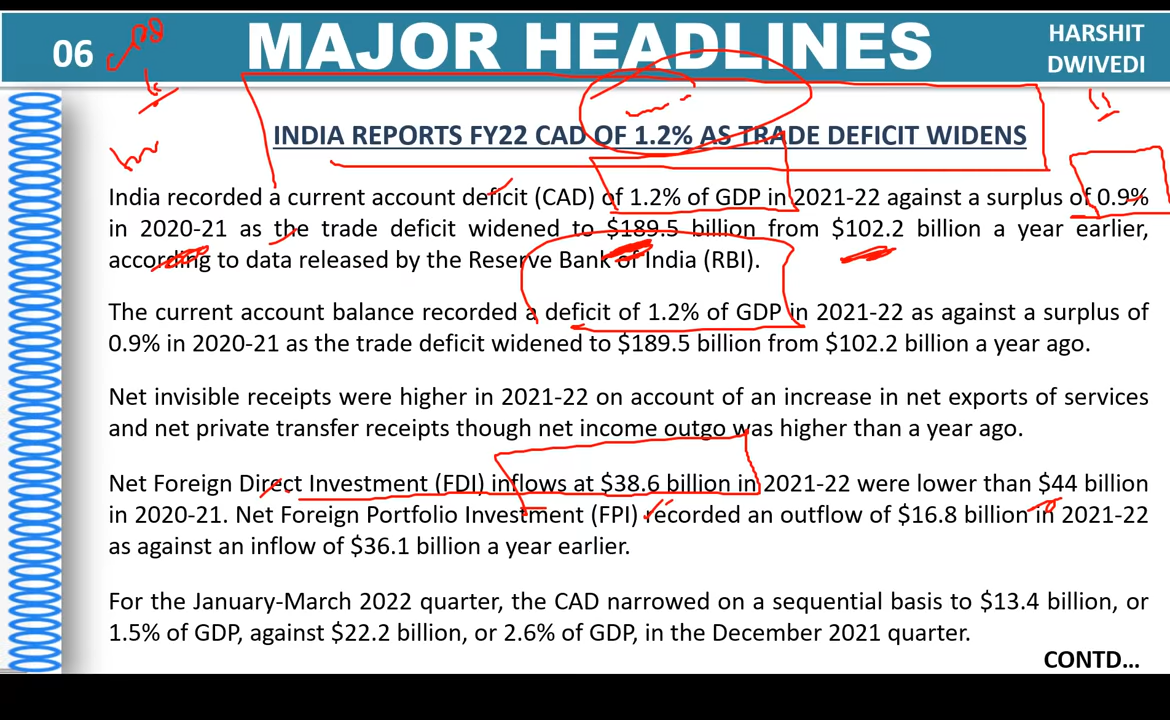 06
MAJOR HEADLINES
HARSHIT
DWIVEDI
INDIA REPORTS FY22 CAD OF 1.2% AS TRADE DEFICIT WIDENS
India recorded a current account deficit (CAD) of 1.2% of GDP in 2021-22 against a surplus of 0.9%
in 2020-21 as the trade deficit widened to $189.5 billion from $102.2 billion a year earlier,
according to data released by the Reserve Bank of India (RBI).
The current account balance recorded a deficit of 1.2% of GDP in 2021-22 as against a surplus of
0.9% in 2020-21 as the trade deficit widened to $189.5 billion from $102.2 billion a year ago.
Net invisible receipts were higher in 2021-22 on account of an increase in net exports of services
and net private transfer receipts though net income outgo was higher than a year ago.
Net Foreign Direct Investment (FDI) inflows at $38.6 billion in 2021-22 were lower than $44 billion
in 2020-21. Net Foreign Portfolio Investment (FPI) recorded an outflow of $16.8 billion in 2021-22
as against an inflow of $36.1 billion a year earlier.
For the January-March 2022 quarter, the CAD narrowed on a sequential basis to $13.4 billion, or
1.5% of GDP, against $22.2 billion, or 2.6% of GDP, in the December 2021 quarter.
CONTD...